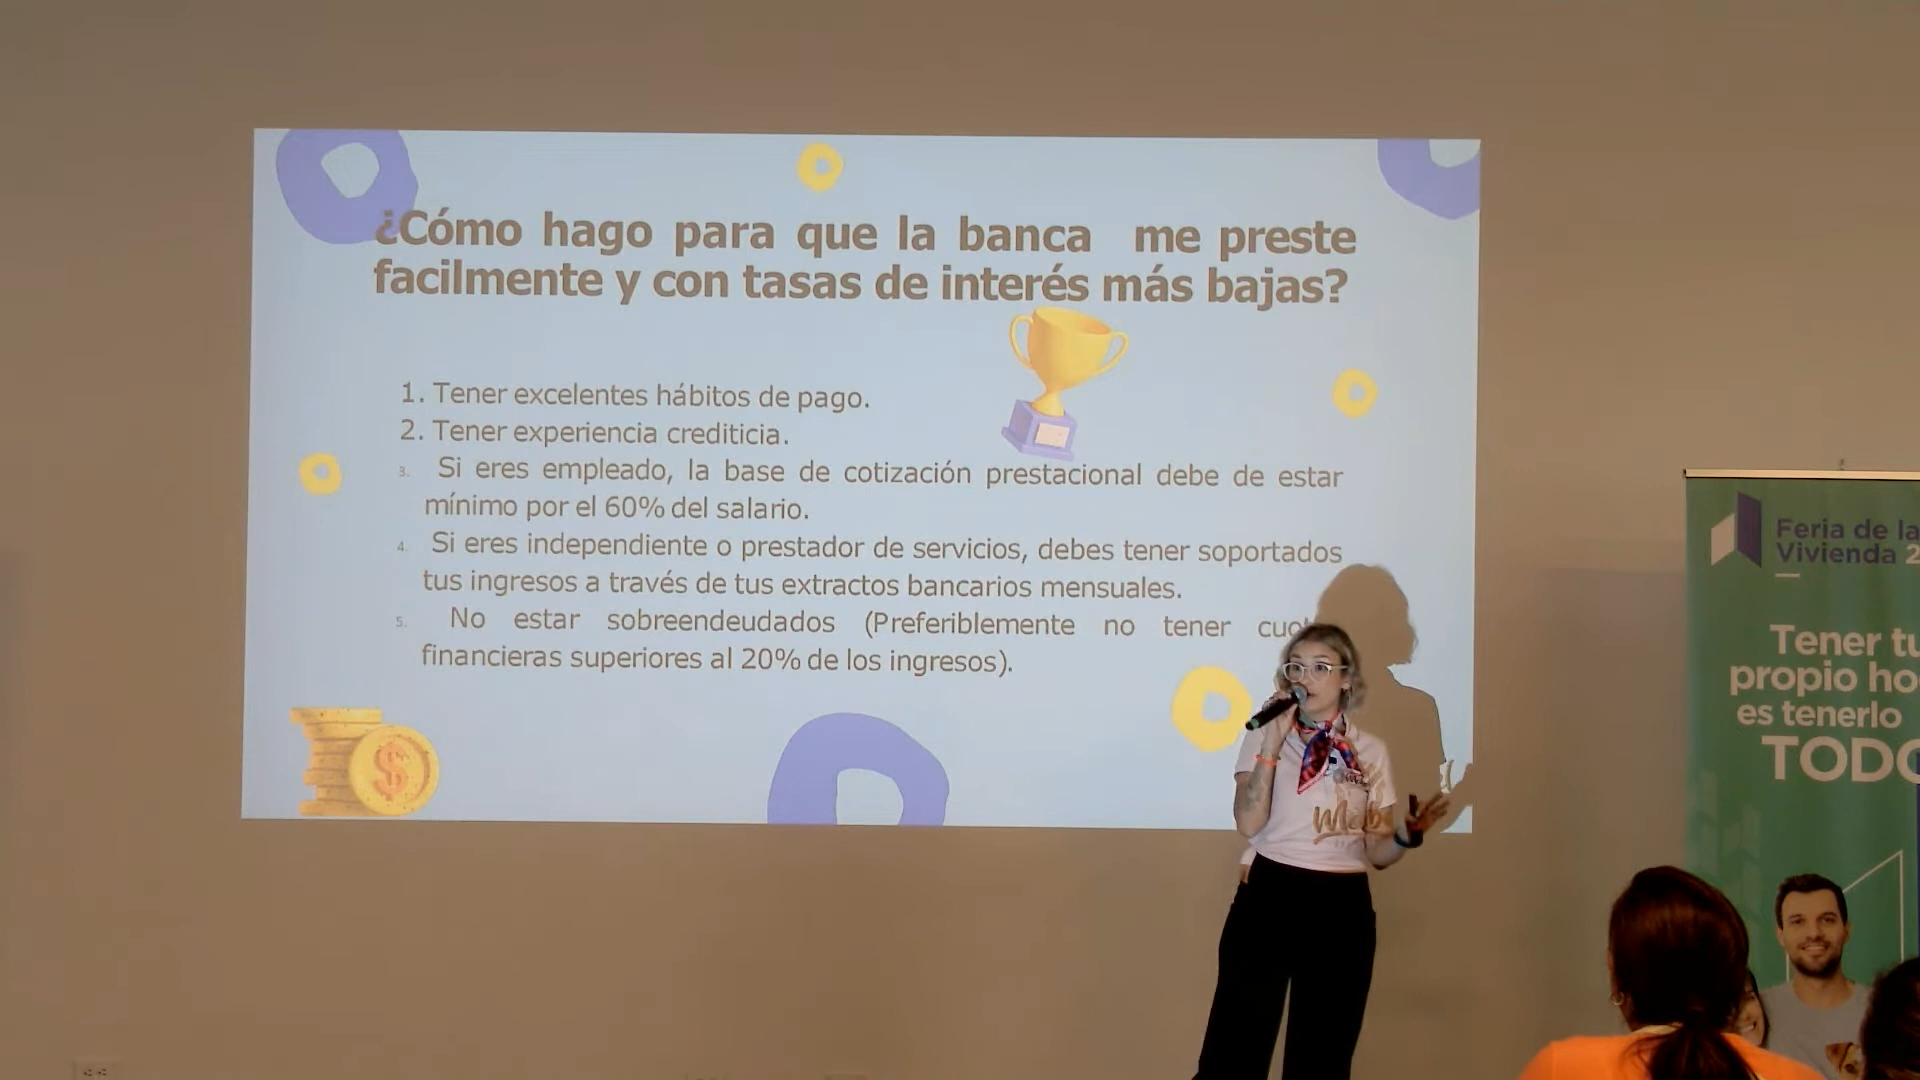 ¿Cómo hago para que la banca me preste
facilmente y con tasas de interés más bajas?
1. Tener excelentes hábitos de pago.
2. Tener experiencia crediticia.
3. Si eres empleado, la base de cotización prestacional debe de estar
mínimo por el 60% del salario.
4. Si eres independiente o prestador de servicios, debes tener soportados
tus ingresos a través de tus extractos bancarios mensuales.
5. No estar sobreendeudados (Preferiblemente no tener
financieras superiores al 20% de los ingresos).
$
Feria de la
Vivienda 2
Tener tu
propio
es tenerlo
TODO